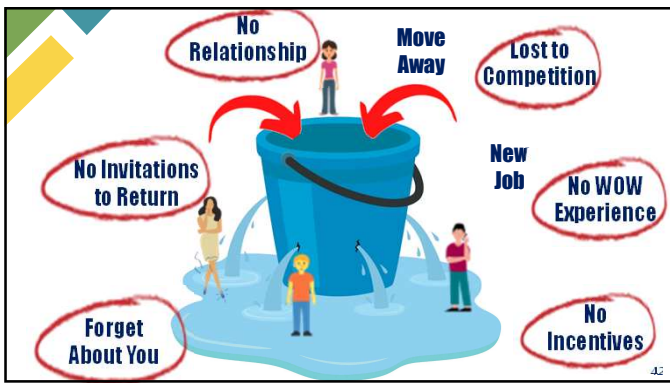 No
Relationship
Move
Away
Lost to
Competition
No Invitations
to Return
New
Job
No WOW
Experience
Forget
About You
No
Incentives
42